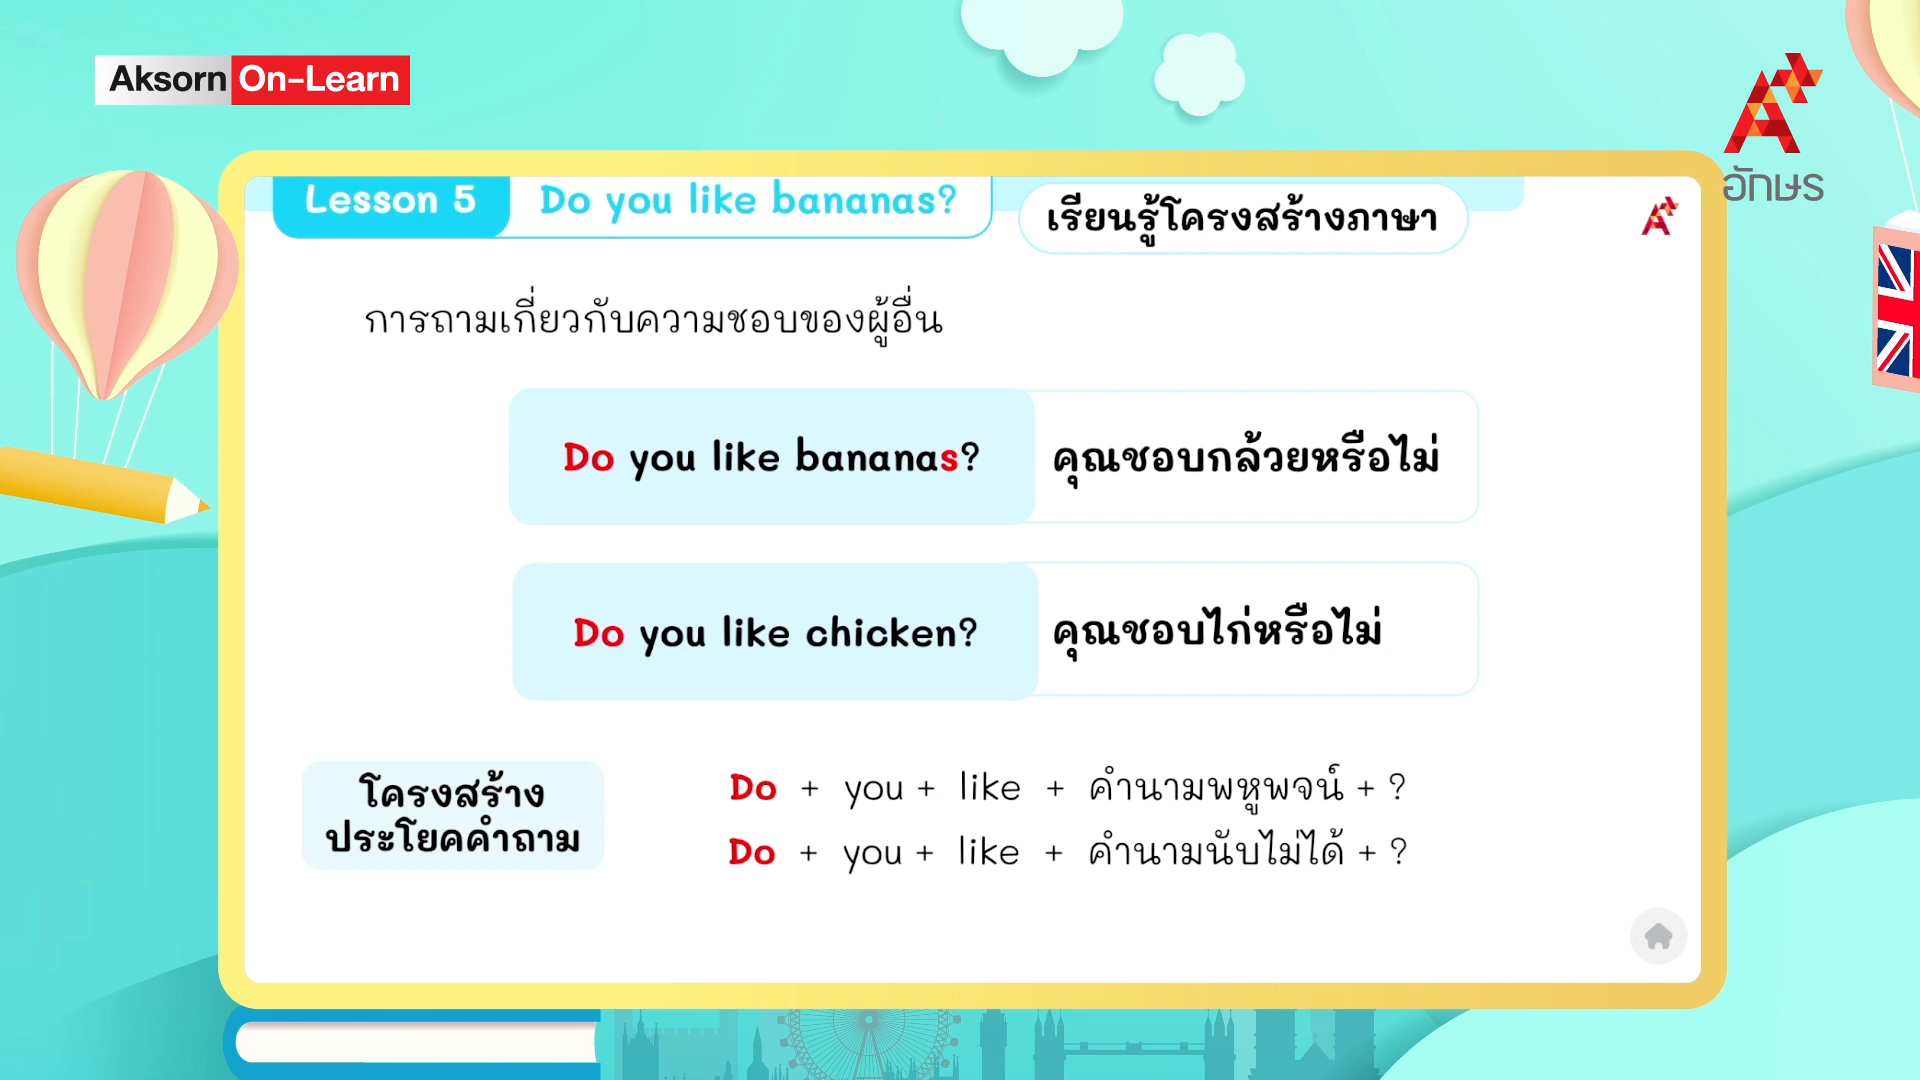 Aksorn On-Learn
อักษร
Lesson 5 Do you like bananas? เรียนรู้โครงสร้างภาษา
การถามเกี่ยวกับความชอบของผู้อื่น
Do you like bananas? คุณชอบกล้วยหรือไม่
Do you like chicken? คุณชอบไก่หรือไม่
โครงสร้าง
ประโยคคำถาม
Do + you + like + คำนามพหูพจน์ + ?
Do + you + like + คำนามนับไม่ได้ + ?